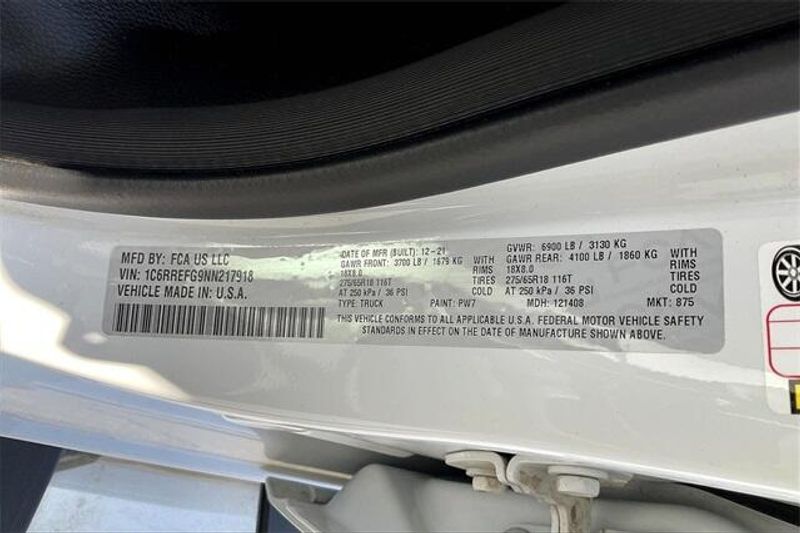 MFD BY: FCA US LLC
VIN: 1C6RREFG9NN217918
VEHICLE MADE IN: U.S.A.
DATE OF MFR (BUILT): 12-21
GVWR: 6900 LB / 3130 KG
GAWR FRONT: 3700 LB / 1679 KG WITH
GAWR REAR: 4100 LB / 1860 KG WITH
18X8.0 RIMS
18X8.0 RIMS
275/65R18 116T TIRES
275/65R18 116T TIRES
AT 250 kPa / 36 PSI COLD
AT 250 kPa / 36 PSI COLD
TYPE: TRUCK PAINT: PW7 MDH: 121408 MKT: 875
THIS VEHICLE CONFORMS TO ALL APPLICABLE U.S.A. FEDERAL MOTOR VEHICLE SAFETY
STANDARDS IN EFFECT ON THE DATE OF MANUFACTURE SHOWN ABOVE.